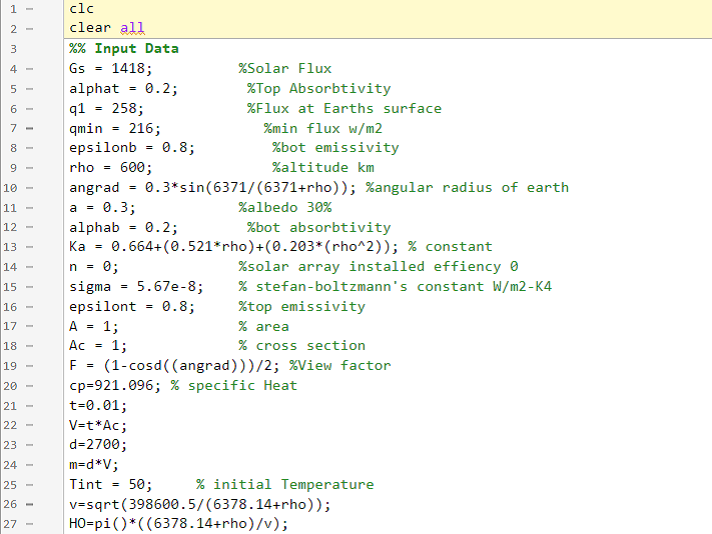 1 – clc
2 – clear all
3 %% Input Data
4 – Gs = 1418; %Solar Flux
5 – alphat = 0.2; %Top Absorbtivity
6 – q1 = 258; %Flux at Earths surface
7 – qmin = 216; %min flux w/m2
8 – epsilonb = 0.8; %bot emissivity
9 – rho = 600; %altitude km
10 – angrad = 0.3*sin(6371/(6371+rho)); %angular radius of earth
11 – a = 0.3; %albedo 30%
12 – alphab = 0.2; %bot absorbtivity
13 – Ka = 0.664+(0.521*rho)+(0.203*(rho^2)); % constant
14 – n = 0; %solar array installed effiency 0
15 – sigma = 5.67e-8; % stefan-boltzmann's constant W/m2-K4
16 – epsilont = 0.8; %top emissivity
17 – A = 1; % area
18 – Ac = 1; % cross section
19 – F = (1-cosd((angrad)))/2; %View factor
20 – cp=921.096; % specific Heat
21 – t=0.01;
22 – V=t*Ac;
23 – d=2700;
24 – m=d*V;
25 – Tint = 50; % initial Temperature
26 – v=sqrt(398600.5/(6378.14+rho));
27 – HO=pi()*((6378.14+rho)/v);